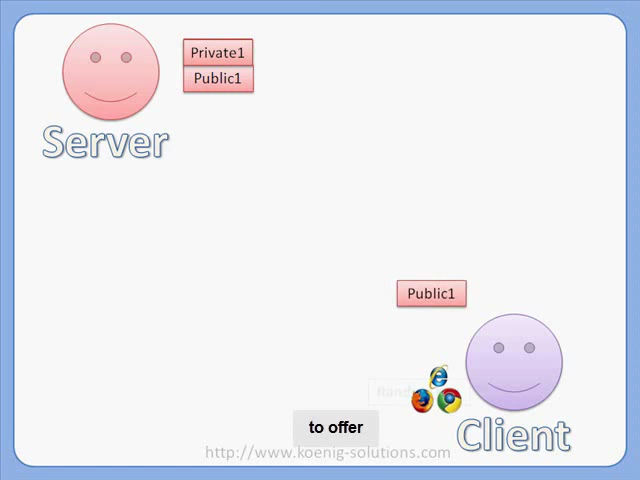 Private1
Public1
Server
Public1
Client
to offer
http://www.koenig-solutions.com